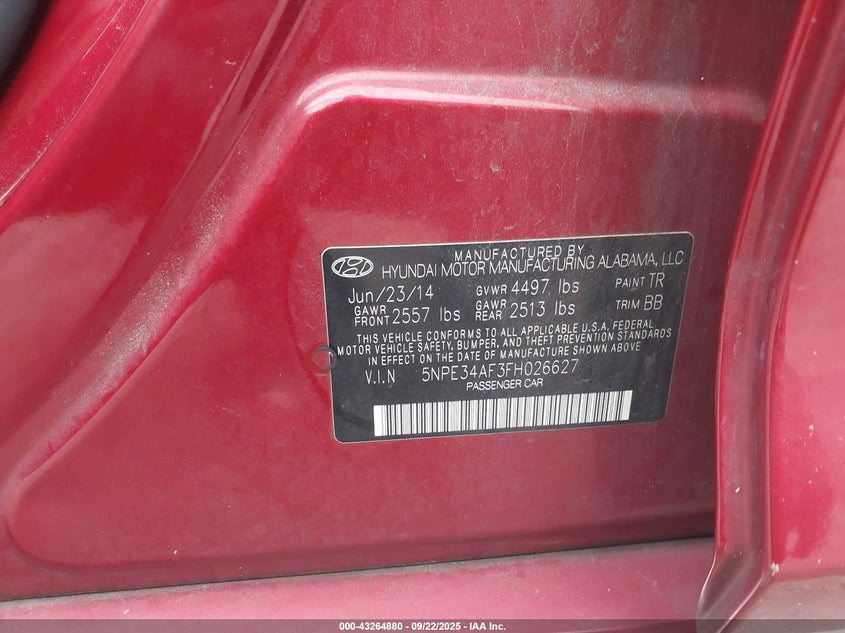 MANUFACTURED BY
HYUNDAI MOTOR MANUFACTURING ALABAMA, LLC
Jun/23/14 GVWR 4497 lbs PAINT TR
GAWR FRONT 2557 lbs GAWR REAR 2513 lbs TRIM BB
THIS VEHICLE CONFORMS TO ALL APPLICABLE U.S.A. FEDERAL
MOTOR VEHICLE SAFETY, BUMPER, AND THEFT PREVENTION STANDARDS
IN EFFECT ON THE DATE OF MANUFACTURE SHOWN ABOVE
V.I.N 5NPE34AF3FH026627
PASSENGER CAR
000-43264880 - 09/22/2025 - IAA Inc.